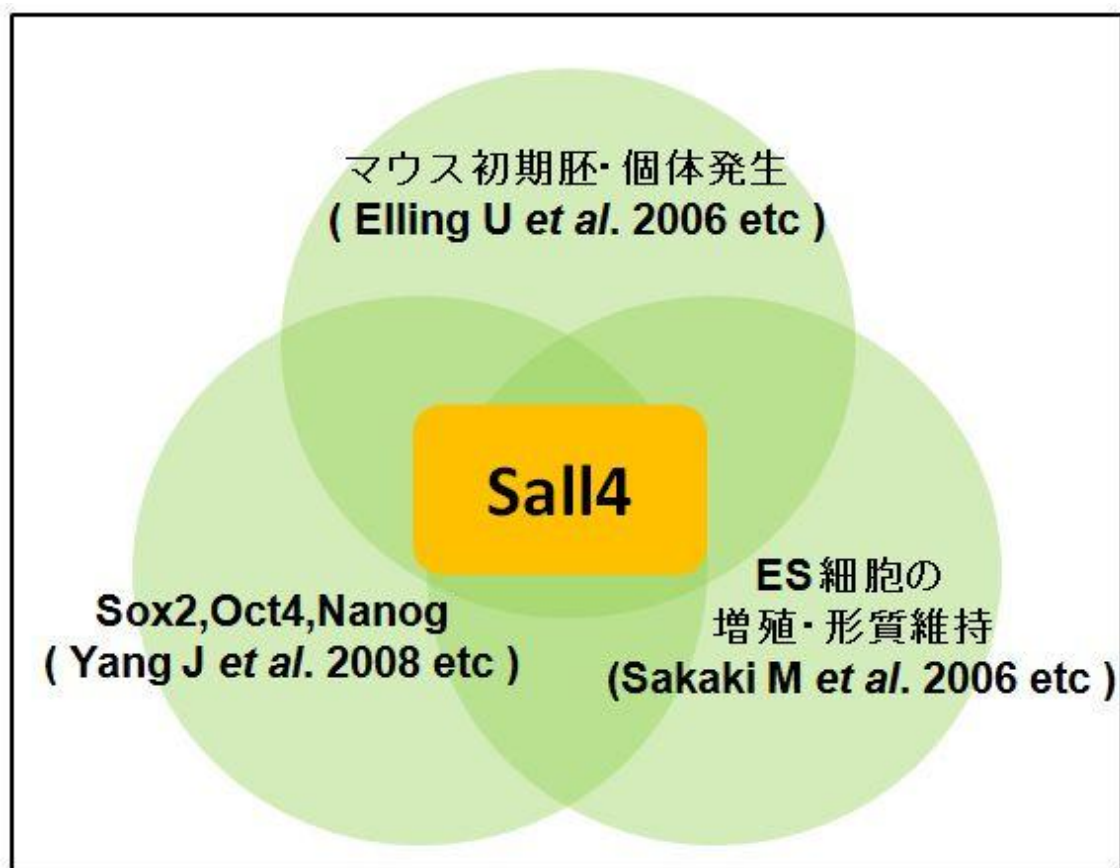 マウス初期胚・個体発生
( Elling U et al. 2006 etc )
Sall4
Sox2,Oct4,Nanog
( Yang J et al. 2008 etc )
ES細胞の
増殖・形質維持
(Sakaki M et al. 2006 etc )